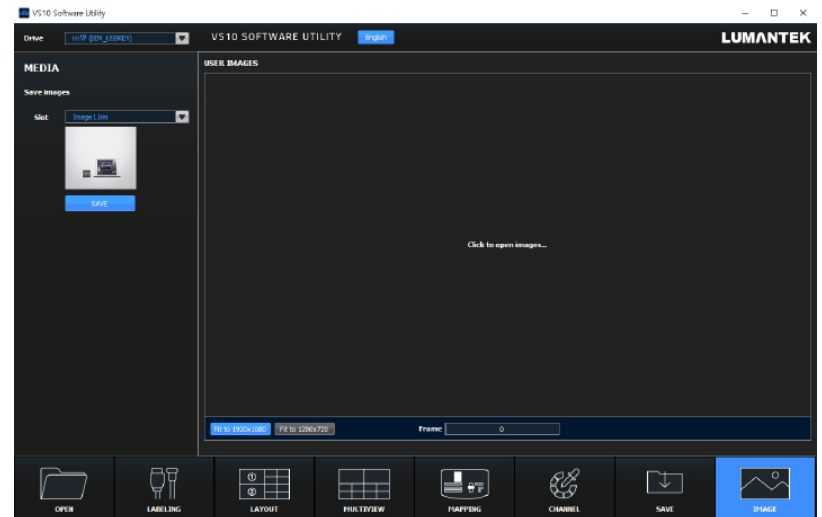 VS10 Software Utility
Drive
VS10 SOFTWARE UTILITY
English
LUMANTEK
MEDIA
Save images
Slot
Image1.bin
SAVE
USER IMAGES
Click to open images...
Fit to 1920x1080
Fit to 1280x720
Frame
0
OPEN
LABELING
LAYOUT
MULTIVIEW
MAPPING
CHANNEL
SAVE
IMAGE